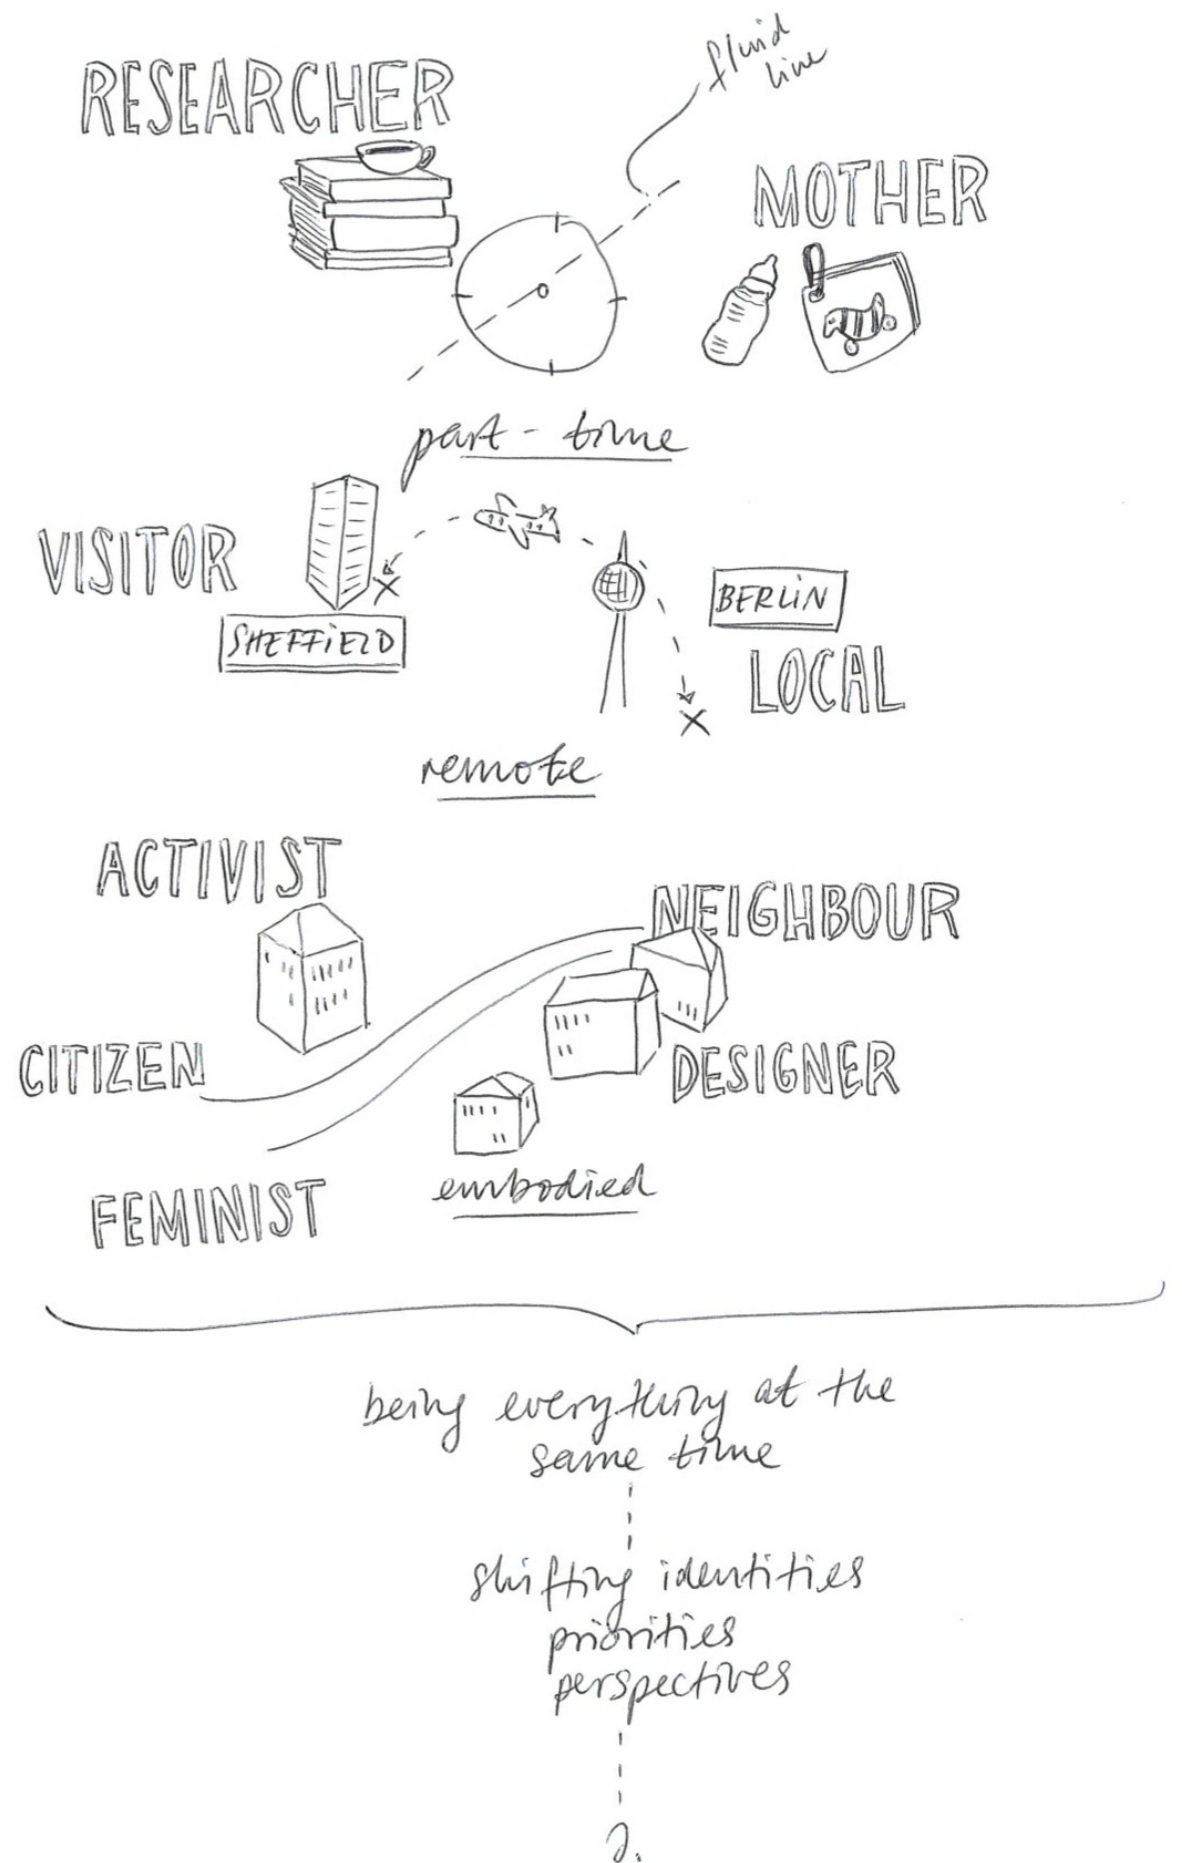 fluid
line
RESEARCHER
MOTHER
part-time
VISITOR
SHEFFIELD
BERLIN
LOCAL
remote
ACTIVIST
NEIGHBOUR
CITIZEN
DESIGNER
FEMINIST
embodied
being everything at the
same time
shifting identities
priorities
perspectives